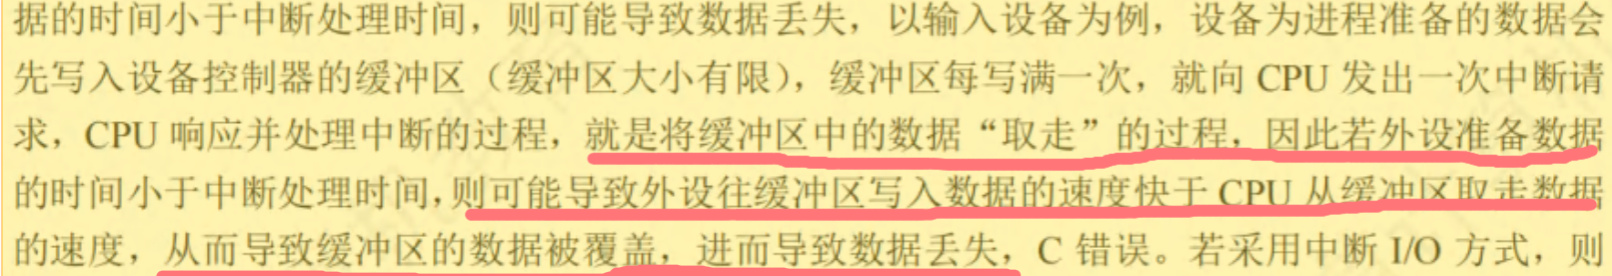 据的时间小于中断处理时间，则可能导致数据丢失，以输入设备为例，设备为进程准备的数据会
先写入设备控制器的缓冲区（缓冲区大小有限），缓冲区每写满一次，就向 CPU 发出一次中断请
求，CPU 响应并处理中断的过程，就是将缓冲区中的数据“取走”的过程，因此若外设准备数据
的时间小于中断处理时间，则可能导致外设往缓冲区写入数据的速度快于 CPU 从缓冲区取走数据
的速度，从而导致缓冲区的数据被覆盖，进而导致数据丢失，C 错误。若采用中断 I/O 方式，则